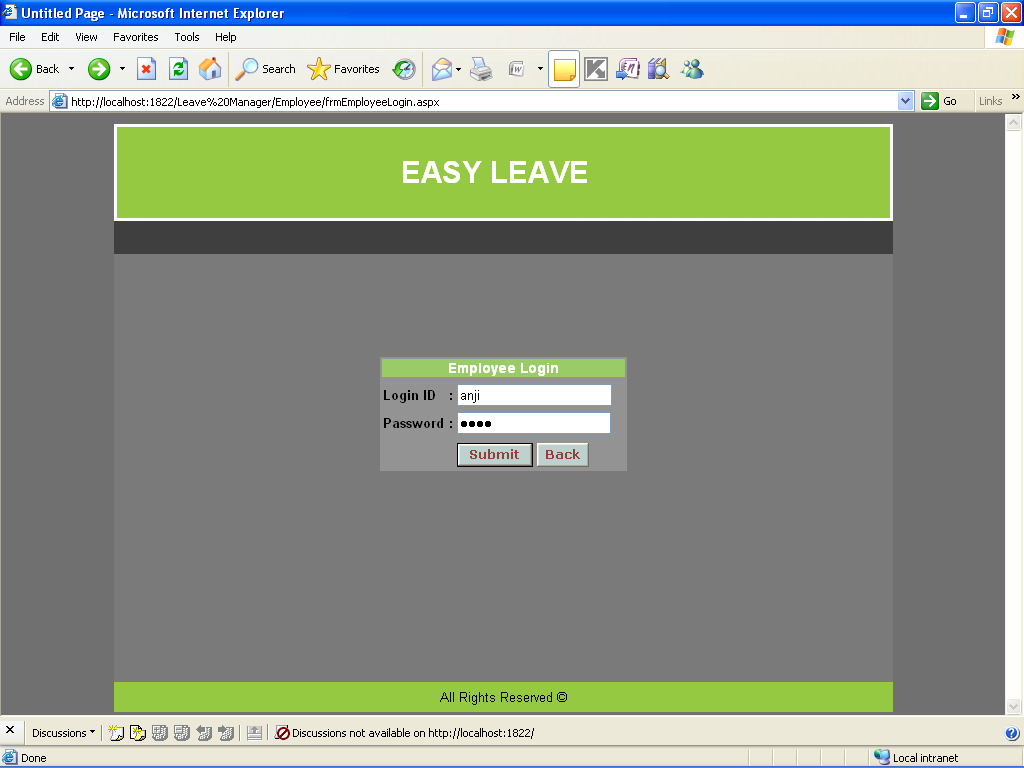 Untitled Page - Microsoft Internet Explorer
File Edit View Favorites Tools Help
Back Search Favorites
Address http://localhost:1822/Leave%20Manager/Employee/frmEmployeeLogin.aspx Go Links »
EASY LEAVE
Employee Login
Login ID : anji
Password : ●●●●
Submit Back
All Rights Reserved ©
Discussions Discussions not available on http://localhost:1822/
Done Local intranet